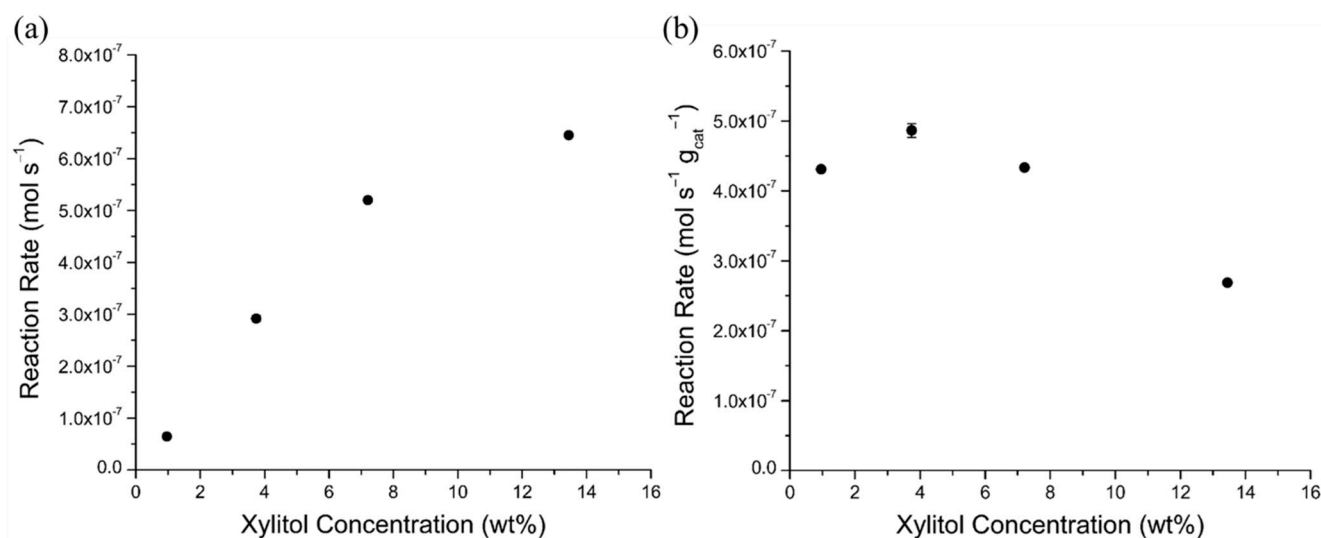 (a)
8.0x10⁻⁷
7.0x10⁻⁷
6.0x10⁻⁷
5.0x10⁻⁷
4.0x10⁻⁷
3.0x10⁻⁷
2.0x10⁻⁷
1.0x10⁻⁷
0.0
Reaction Rate (mol s⁻¹)
0 2 4 6 8 10 12 14 16
Xylitol Concentration (wt%)
(b)
6.0x10⁻⁷
5.0x10⁻⁷
4.0x10⁻⁷
3.0x10⁻⁷
2.0x10⁻⁷
1.0x10⁻⁷
0.0
Reaction Rate (mol s⁻¹ g_cat⁻¹)
0 2 4 6 8 10 12 14 16
Xylitol Concentration (wt%)